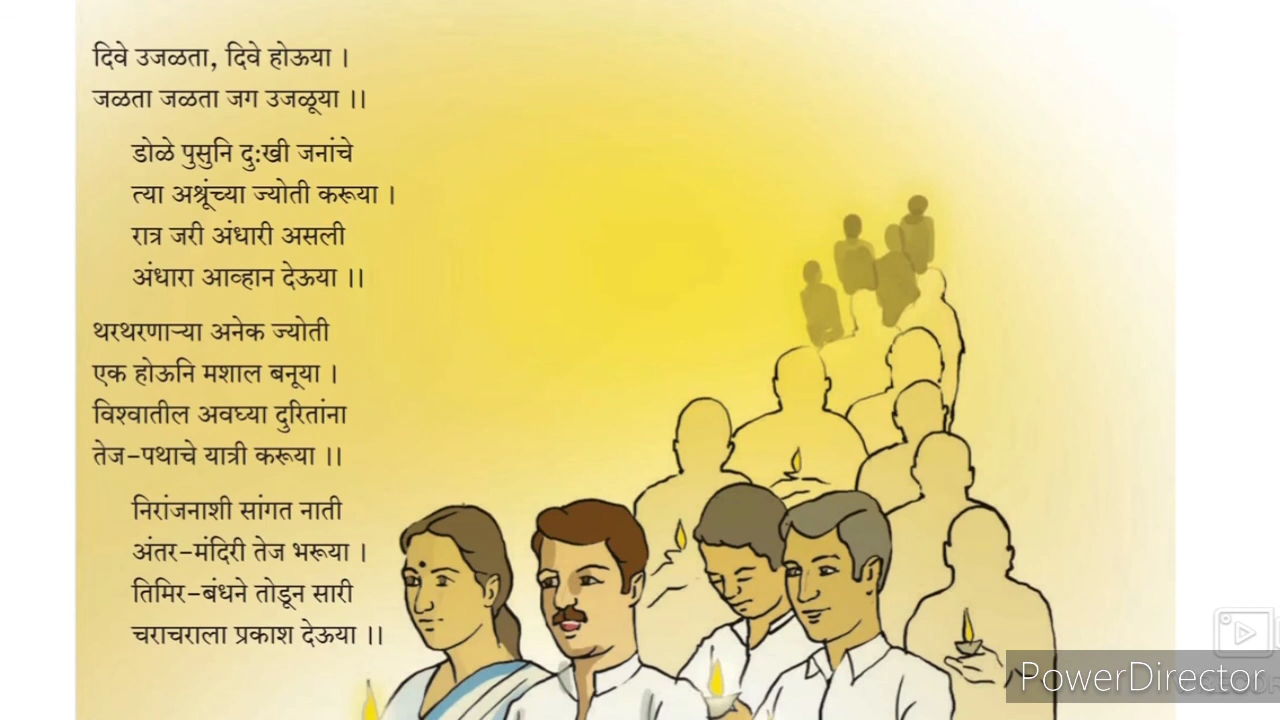 दिवे उजळता, दिवे होऊया ।
जळता जळता जग उजळूया ।।
डोळे पुसुनि दुःखी जनांचे
त्या अश्रूंच्या ज्योती करूया ।
रात्र जरी अंधारी असली
अंधारा आव्हान देऊया ।।
थरथरणाऱ्या अनेक ज्योती
एक होऊनि मशाल बनूया ।
विश्वातील अवघ्या दुरितांना
तेज-पथाचे यात्री करूया ।।
निरांजनाशी सांगत नाती
अंतर-मंदिरी तेज भरूया ।
तिमिर-बंधने तोडून सारी
चराचराला प्रकाश देऊया ।।
PowerDirector